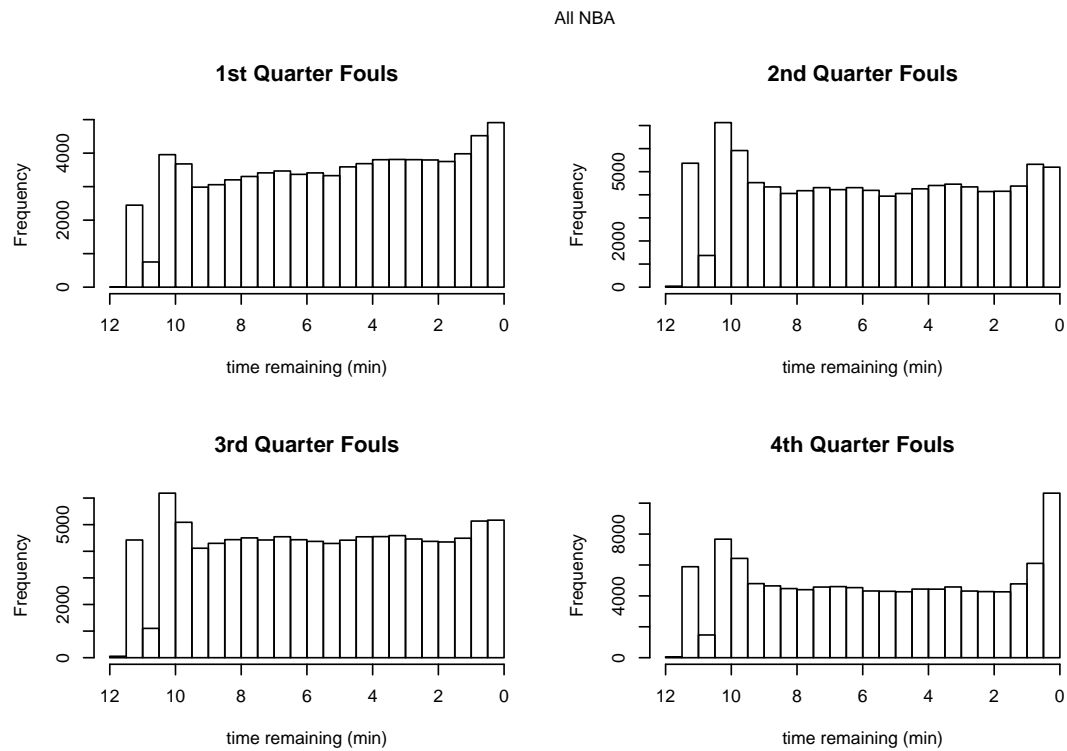 All NBA
1st Quarter Fouls
Frequency
0 2000 4000
12 10 8 6 4 2 0
time remaining (min)
2nd Quarter Fouls
Frequency
0 2000 5000
12 10 8 6 4 2 0
time remaining (min)
3rd Quarter Fouls
Frequency
0 2000 5000
12 10 8 6 4 2 0
time remaining (min)
4th Quarter Fouls
Frequency
0 4000 8000
12 10 8 6 4 2 0
time remaining (min)